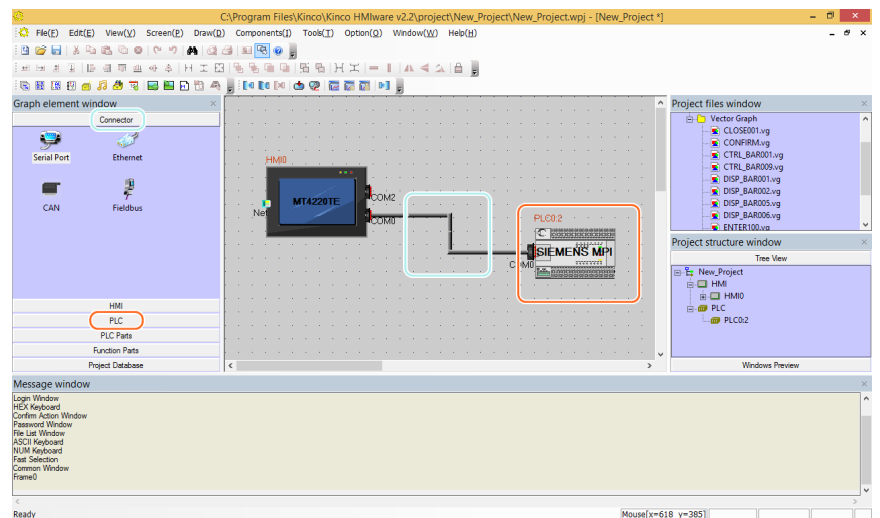 C:\Program Files\Kinco\Kinco HMIware v2.2\project\New_Project\New_Project.wpj - [New_Project *]
File(F) Edit(E) View(V) Screen(P) Draw(D) Components(I) Tools(T) Option(O) Window(W) Help(H)
Graph element window
Connector
Serial Port
Ethernet
CAN
Fieldbus
HMI
PLC
PLC Parts
Function Parts
Project Database
HMI0
MT4220TE
COM2
COM0
Net
PLC0:2
SIEMENS MPI
COM0
Project files window
Vector Graph
CLOSE001.vg
CONFIRM.vg
CTRL_BAR001.vg
CTRL_BAR009.vg
DISP_BAR001.vg
DISP_BAR002.vg
DISP_BAR005.vg
DISP_BAR006.vg
ENTER100.vg
Project structure window
Tree View
New_Project
HMI
HMI0
PLC
PLC0:2
Windows Preview
Message window
Login Window
HEX Keyboard
Confirm Action Window
Password Window
File List Window
ASCII Keyboard
NUM Keyboard
Fast Selection
Common Window
Frame0
Ready
Mouse[x=618 y=385]